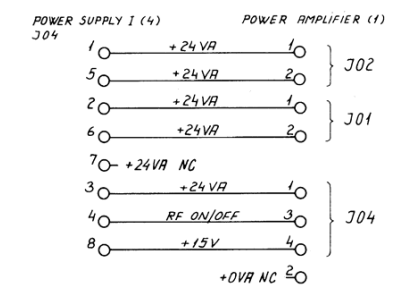 POWER SUPPLY I (4) POWER AMPLIFIER (1)
J04
1 +24VA 1
5 +24VA 2 J02
2 +24VA 1
6 +24VA 2 J01
7 +24VA NC
3 +24VA 1
4 RF ON/OFF 3 J04
8 +15V 4
+0VA NC 2